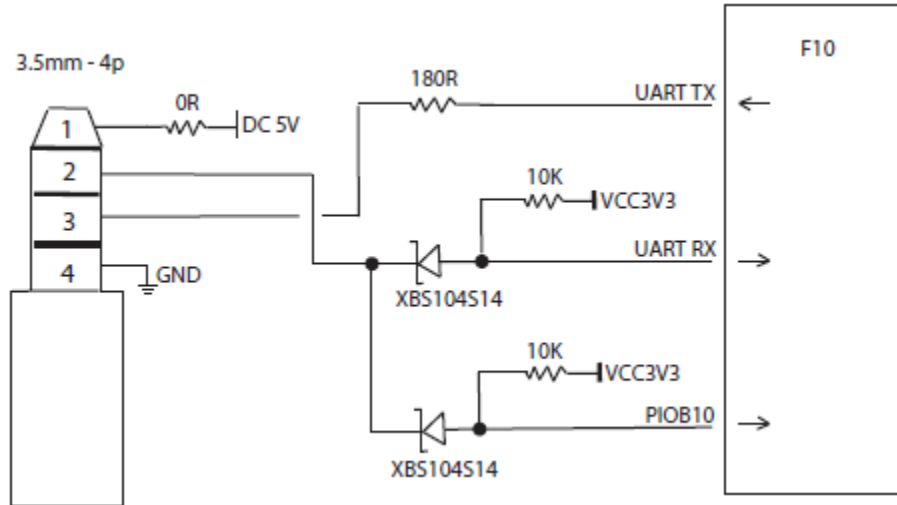 F10
3.5mm - 4p
180R
UART TX
0R
DC 5V
1
2
10K
VCC3V3
3
UART RX
4
GND
XBS104S14
10K
VCC3V3
PIOB10
XBS104S14